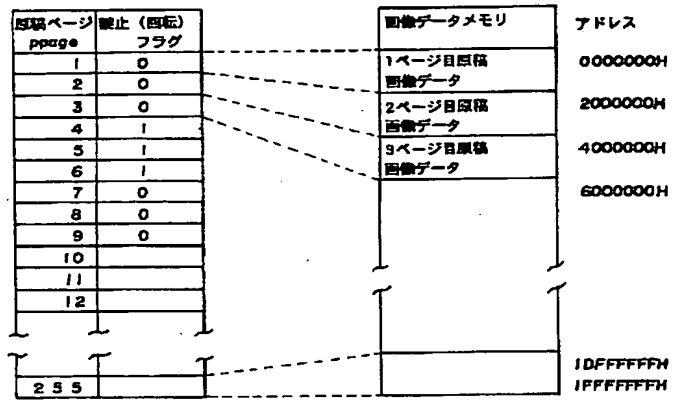 原稿ページ
ppage
禁止（回転）
フラグ
1 0
2 0
3 0
4 1
5 1
6 1
7 0
8 0
9 0
10
11
12
255
画像データメモリ
1ページ目原稿
画像データ
2ページ目原稿
画像データ
3ページ目原稿
画像データ
アドレス
0000000H
2000000H
4000000H
6000000H
1DFFFFFFH
1FFFFFFFH